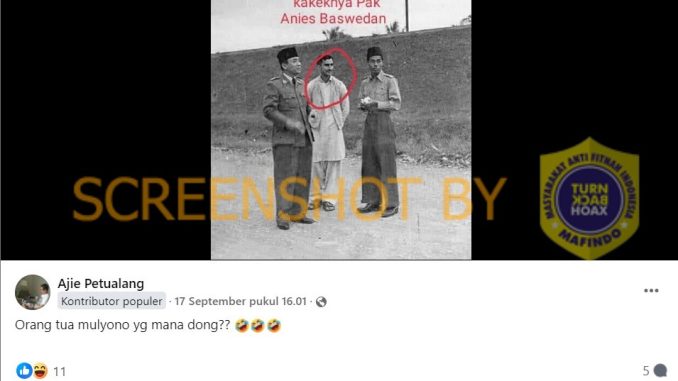 kakeknya Pak
Anies Baswedan
SCREENSHOT BY
MASYARAKAT ANTI FITNAH INDONESIA
TURN
BACK
HOAX
MAFINDO
Ajie Petualang
Kontributor populer · 17 September pukul 16.01 ·
Orang tua mulyono yg mana dong?? 🤣🤣🤣
11
5